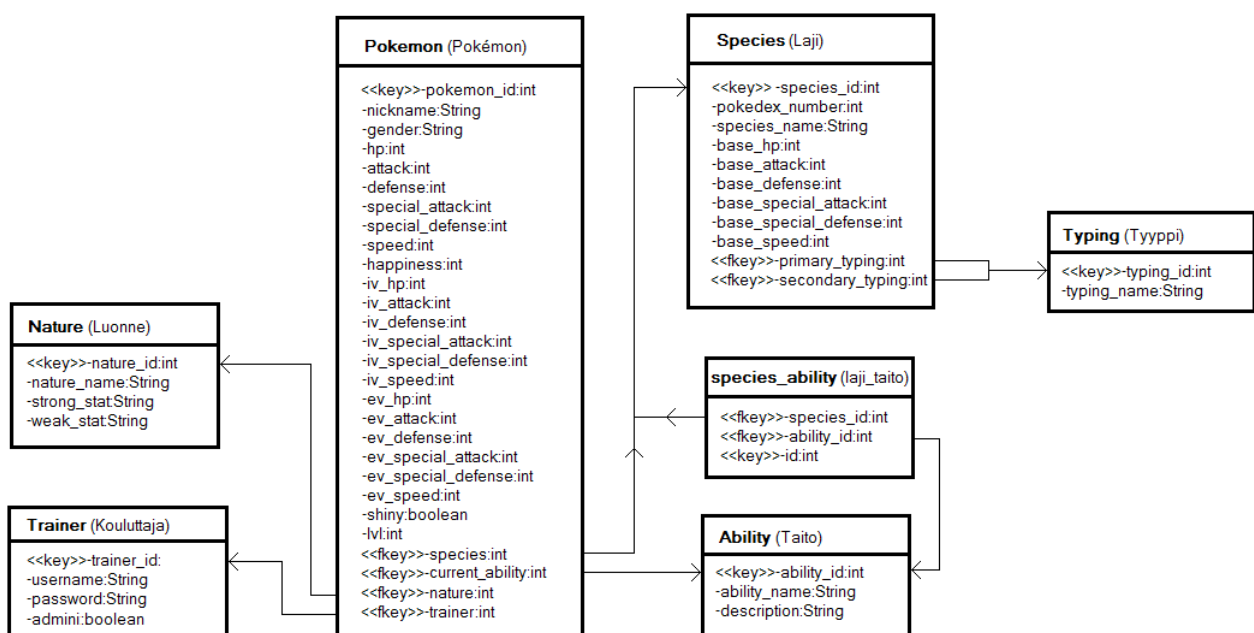 Pokemon (Pokémon)
<<key>>-pokemon_id:int
-nickname:String
-gender:String
-hp:int
-attack:int
-defense:int
-special_attack:int
-special_defense:int
-speed:int
-happiness:int
-iv_hp:int
-iv_attack:int
-iv_defense:int
-iv_special_attack:int
-iv_special_defense:int
-iv_speed:int
-ev_hp:int
-ev_attack:int
-ev_defense:int
-ev_special_attack:int
-ev_special_defense:int
-ev_speed:int
-shiny:boolean
-lvl:int
<<fkey>>-species:int
<<fkey>>-current_ability:int
<<fkey>>-nature:int
<<fkey>>-trainer:int
Species (Laji)
<<key>> -species_id:int
-pokedex_number:int
-species_name:String
-base_hp:int
-base_attack:int
-base_defense:int
-base_special_attack:int
-base_special_defense:int
-base_speed:int
<<fkey>>-primary_typing:int
<<fkey>>-secondary_typing:int
Typing (Tyyppi)
<<key>>-typing_id:int
-typing_name:String
Nature (Luonne)
<<key>>-nature_id:int
-nature_name:String
-strong_stat:String
-weak_stat:String
species_ability (laji_taito)
<<fkey>>-species_id:int
<<fkey>>-ability_id:int
<<key>>-id:int
Trainer (Kouluttaja)
<<key>>-trainer_id:
-username:String
-password:String
-admini:boolean
Ability (Taito)
<<key>>-ability_id:int
-ability_name:String
-description:String